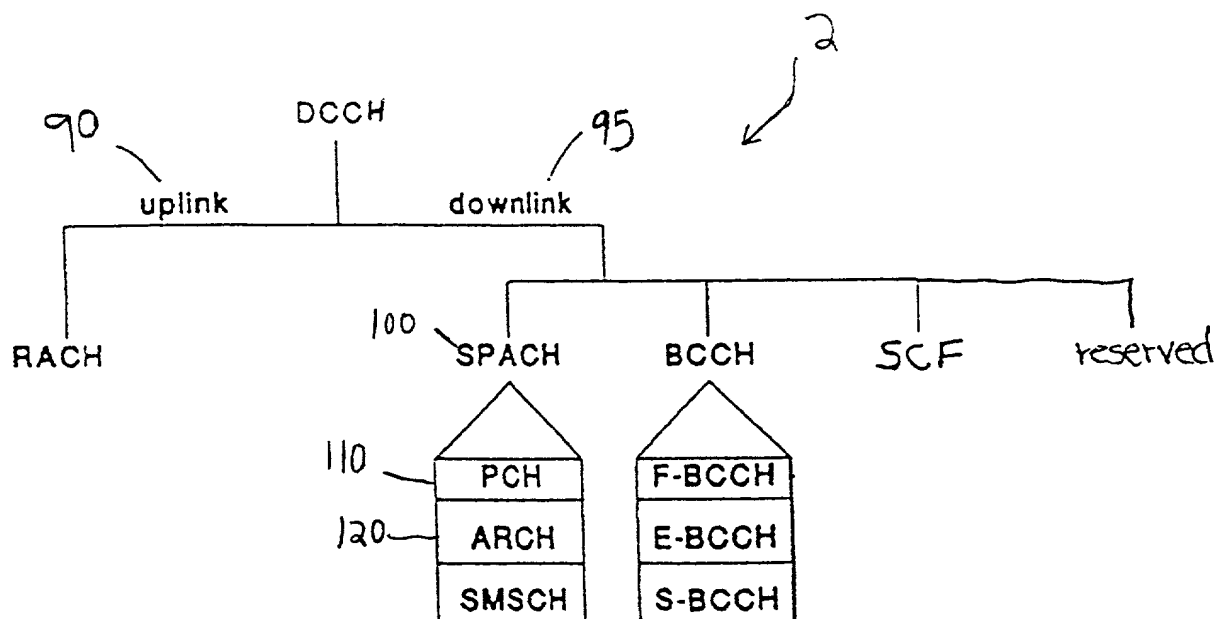 2
DCCH
90
95
uplink
downlink
100
RACH
SPACH
BCCH
SCF
reserved
110
PCH
F-BCCH
120
ARCH
E-BCCH
SMSCH
S-BCCH